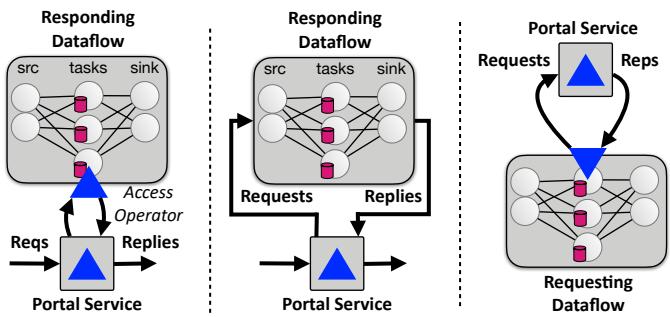 Responding
Dataflow
src tasks sink
Access
Operator
Reqs
Replies
Portal Service
Responding
Dataflow
src tasks sink
Requests
Replies
Portal Service
Portal Service
Requests
Reps
Requesting
Dataflow